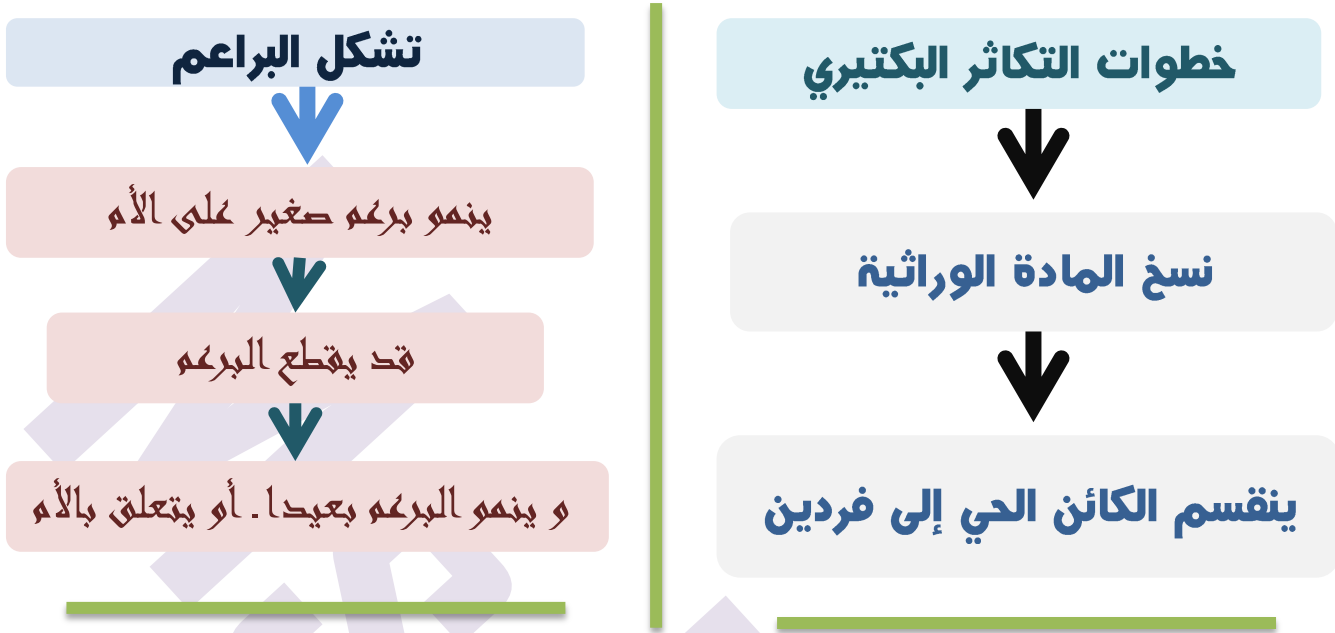 خطوات التكاثر البكتيري
نسخ المادة الوراثية
ينقسم الكائن الحي إلى فردين
تشكل البراعم
ينمو برعم صغير على الأم
قد يقطع البرعم
و ينمو البرعم بعيدا . أو يتعلق بالأم